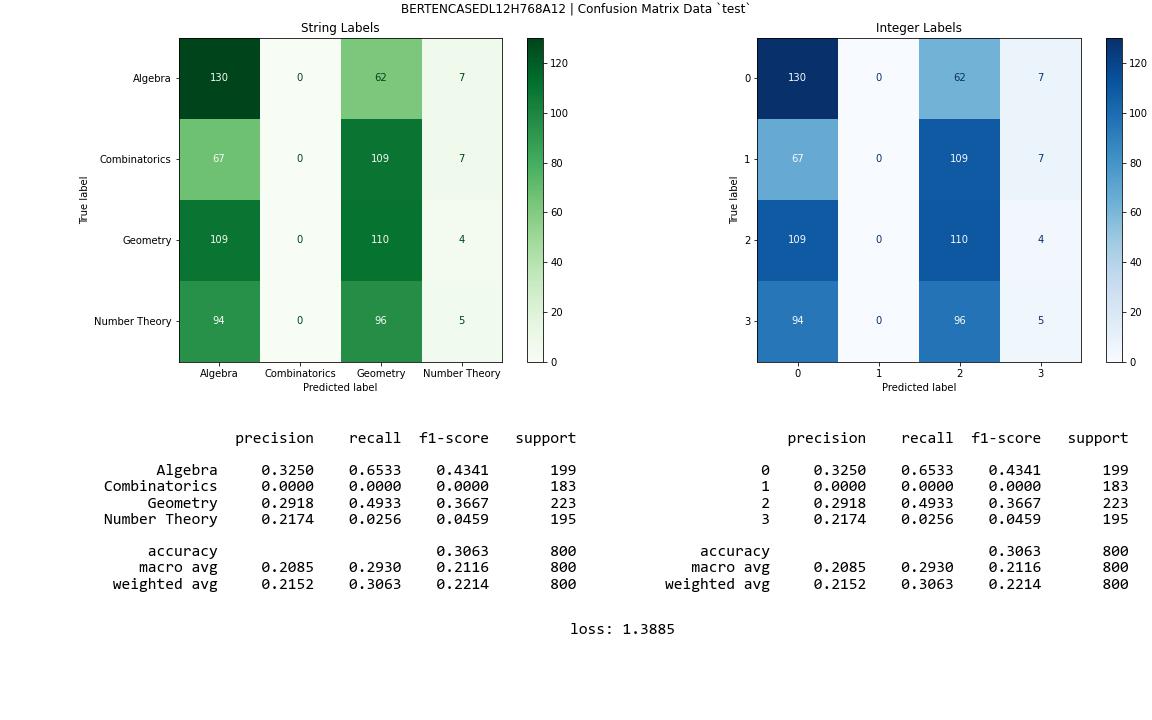 BERTENCASEDL12H768A12 | Confusion Matrix Data `test`
String Labels
Algebra 130 0 62 7
Combinatorics 67 0 109 7
Geometry 109 0 110 4
Number Theory 94 0 96 5
True label
Algebra Combinatorics Geometry Number Theory
Predicted label
120
100
80
60
40
20
0
Integer Labels
0 130 0 62 7
1 67 0 109 7
2 109 0 110 4
3 94 0 96 5
True label
0 1 2 3
Predicted label
120
100
80
60
40
20
0
precision recall f1-score support
Algebra 0.3250 0.6533 0.4341 199
Combinatorics 0.0000 0.0000 0.0000 183
Geometry 0.2918 0.4933 0.3667 223
Number Theory 0.2174 0.0256 0.0459 195
accuracy 0.3063 800
macro avg 0.2085 0.2930 0.2116 800
weighted avg 0.2152 0.3063 0.2214 800
precision recall f1-score support
0 0.3250 0.6533 0.4341 199
1 0.0000 0.0000 0.0000 183
2 0.2918 0.4933 0.3667 223
3 0.2174 0.0256 0.0459 195
accuracy 0.3063 800
macro avg 0.2085 0.2930 0.2116 800
weighted avg 0.2152 0.3063 0.2214 800
loss: 1.3885